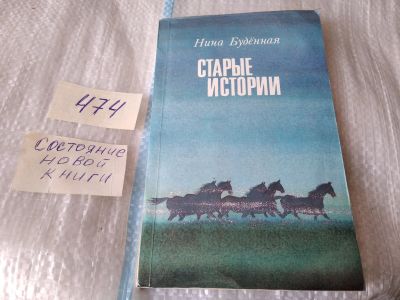 Нина Будённая
СТАРЫЕ
ИСТОРИИ
474
СОСТОЯНИЕ
НОВОЙ
КНИГИ